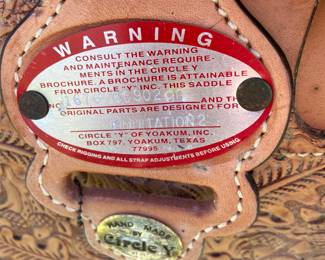 WARNING
CONSULT THE WARNING
AND MAINTENANCE REQUIRE-
MENTS IN THE CIRCLE Y
BROCHURE. A BROCHURE IS ATTAINABLE
FROM CIRCLE "Y" INC. THIS SADDLE
AND THE
ORIGINAL PARTS ARE DESIGNED FOR
CIRCLE "Y" OF YOAKUM, INC.
BOX 797, YOAKUM, TEXAS
77995
CHECK RIGGING AND ALL STRAP ADJUSTMENTS BEFORE USING
HAND MADE
BY
Circle Y